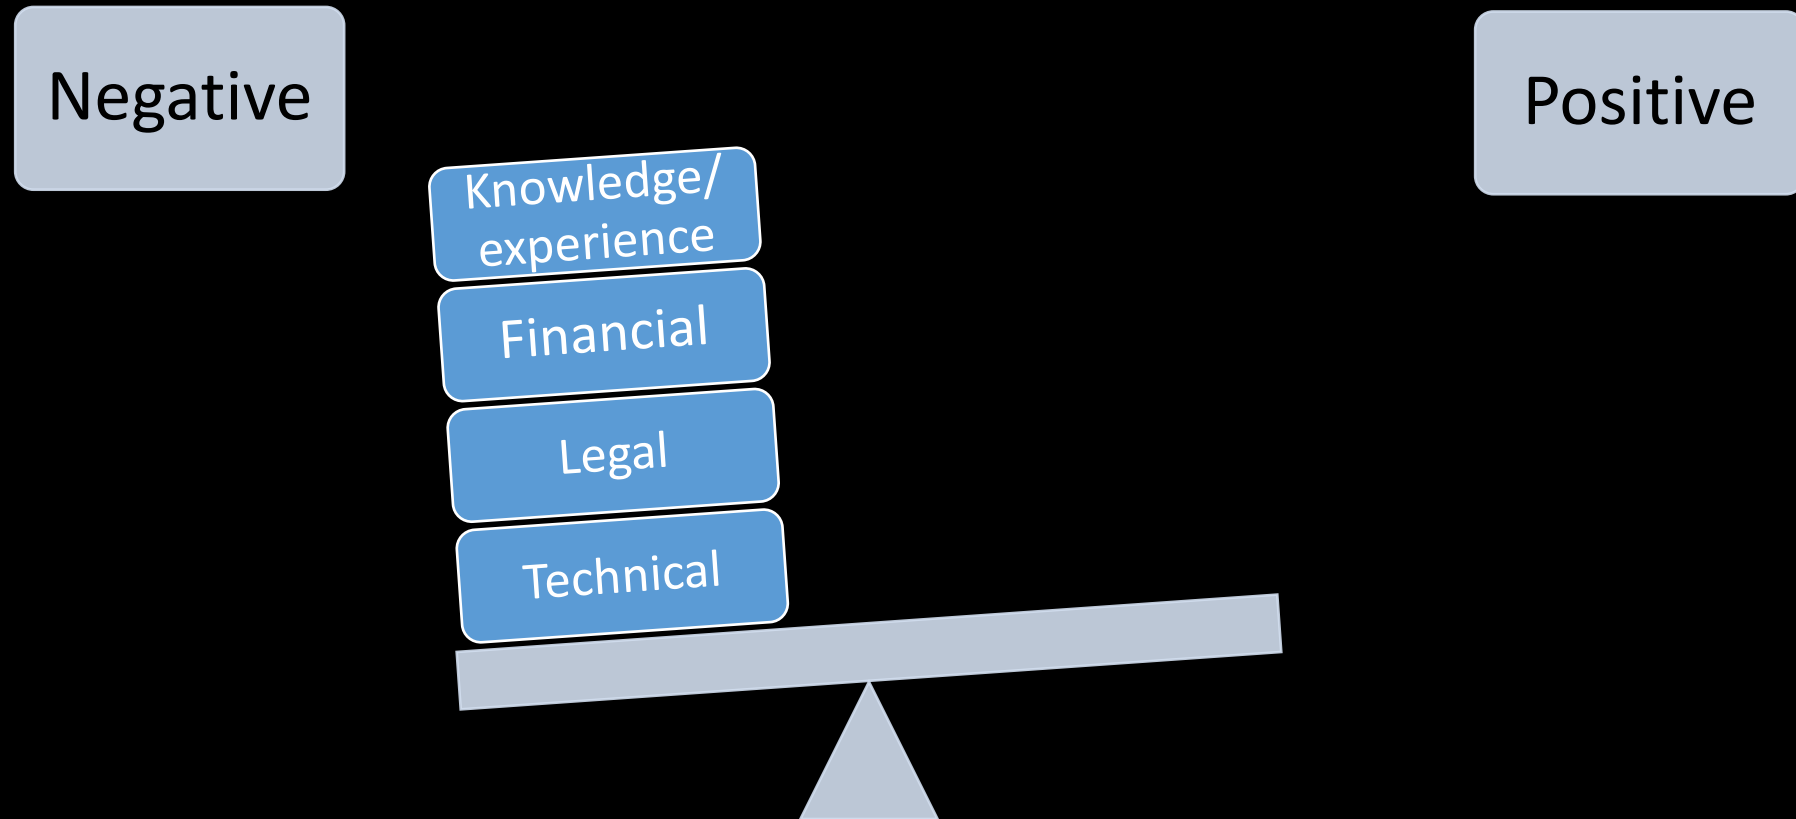 Negative
Positive
Knowledge/
experience
Financial
Legal
Technical